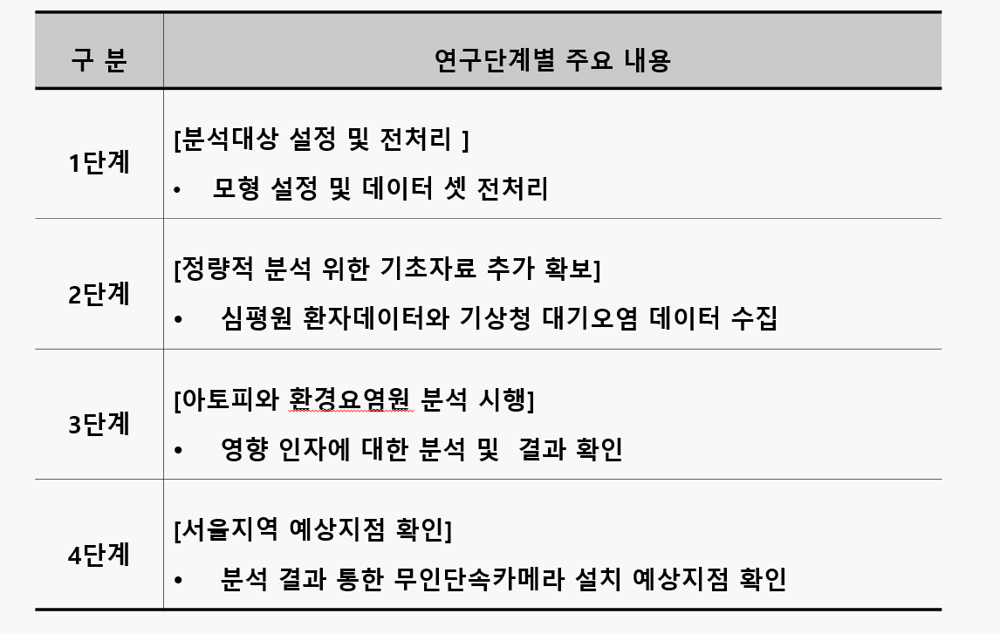 구 분
연구단계별 주요 내용
1단계
[분석대상 설정 및 전처리 ]
• 모형 설정 및 데이터 셋 전처리
2단계
[정량적 분석 위한 기초자료 추가 확보]
• 심평원 환자데이터와 기상청 대기오염 데이터 수집
3단계
[아토피와 환경요염원 분석 시행]
• 영향 인자에 대한 분석 및 결과 확인
4단계
[서울지역 예상지점 확인]
• 분석 결과 통한 무인단속카메라 설치 예상지점 확인